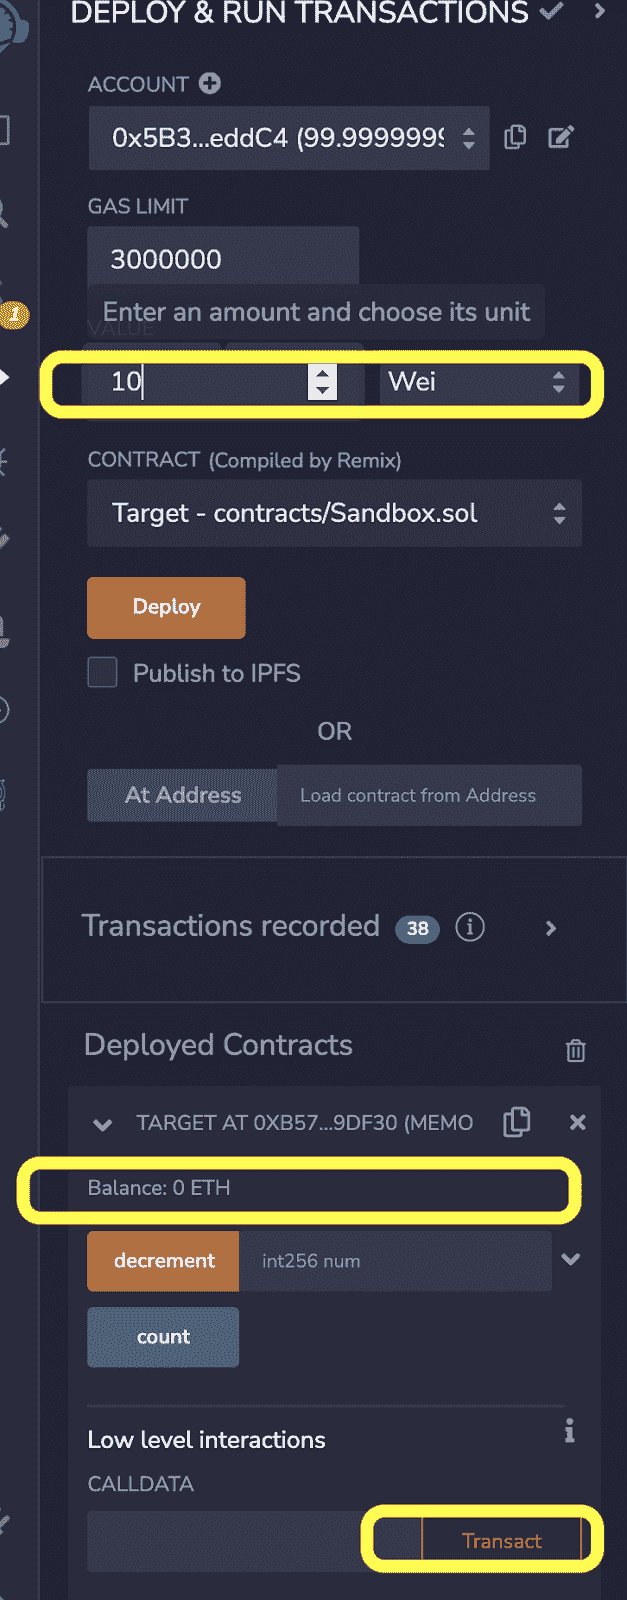 DEPLOY & RUN TRANSACTIONS
1
ACCOUNT
0x5B3...eddC4 (99.9999999
GAS LIMIT
3000000
Enter an amount and choose its unit
VALUE
10 Wei
CONTRACT (Compiled by Remix)
Target - contracts/Sandbox.sol
Deploy
Publish to IPFS
OR
At Address Load contract from Address
Transactions recorded 38 i
Deployed Contracts
TARGET AT 0XB57...9DF30 (MEMO
Balance: 0 ETH
decrement int256 num
count
Low level interactions i
CALLDATA
Transact